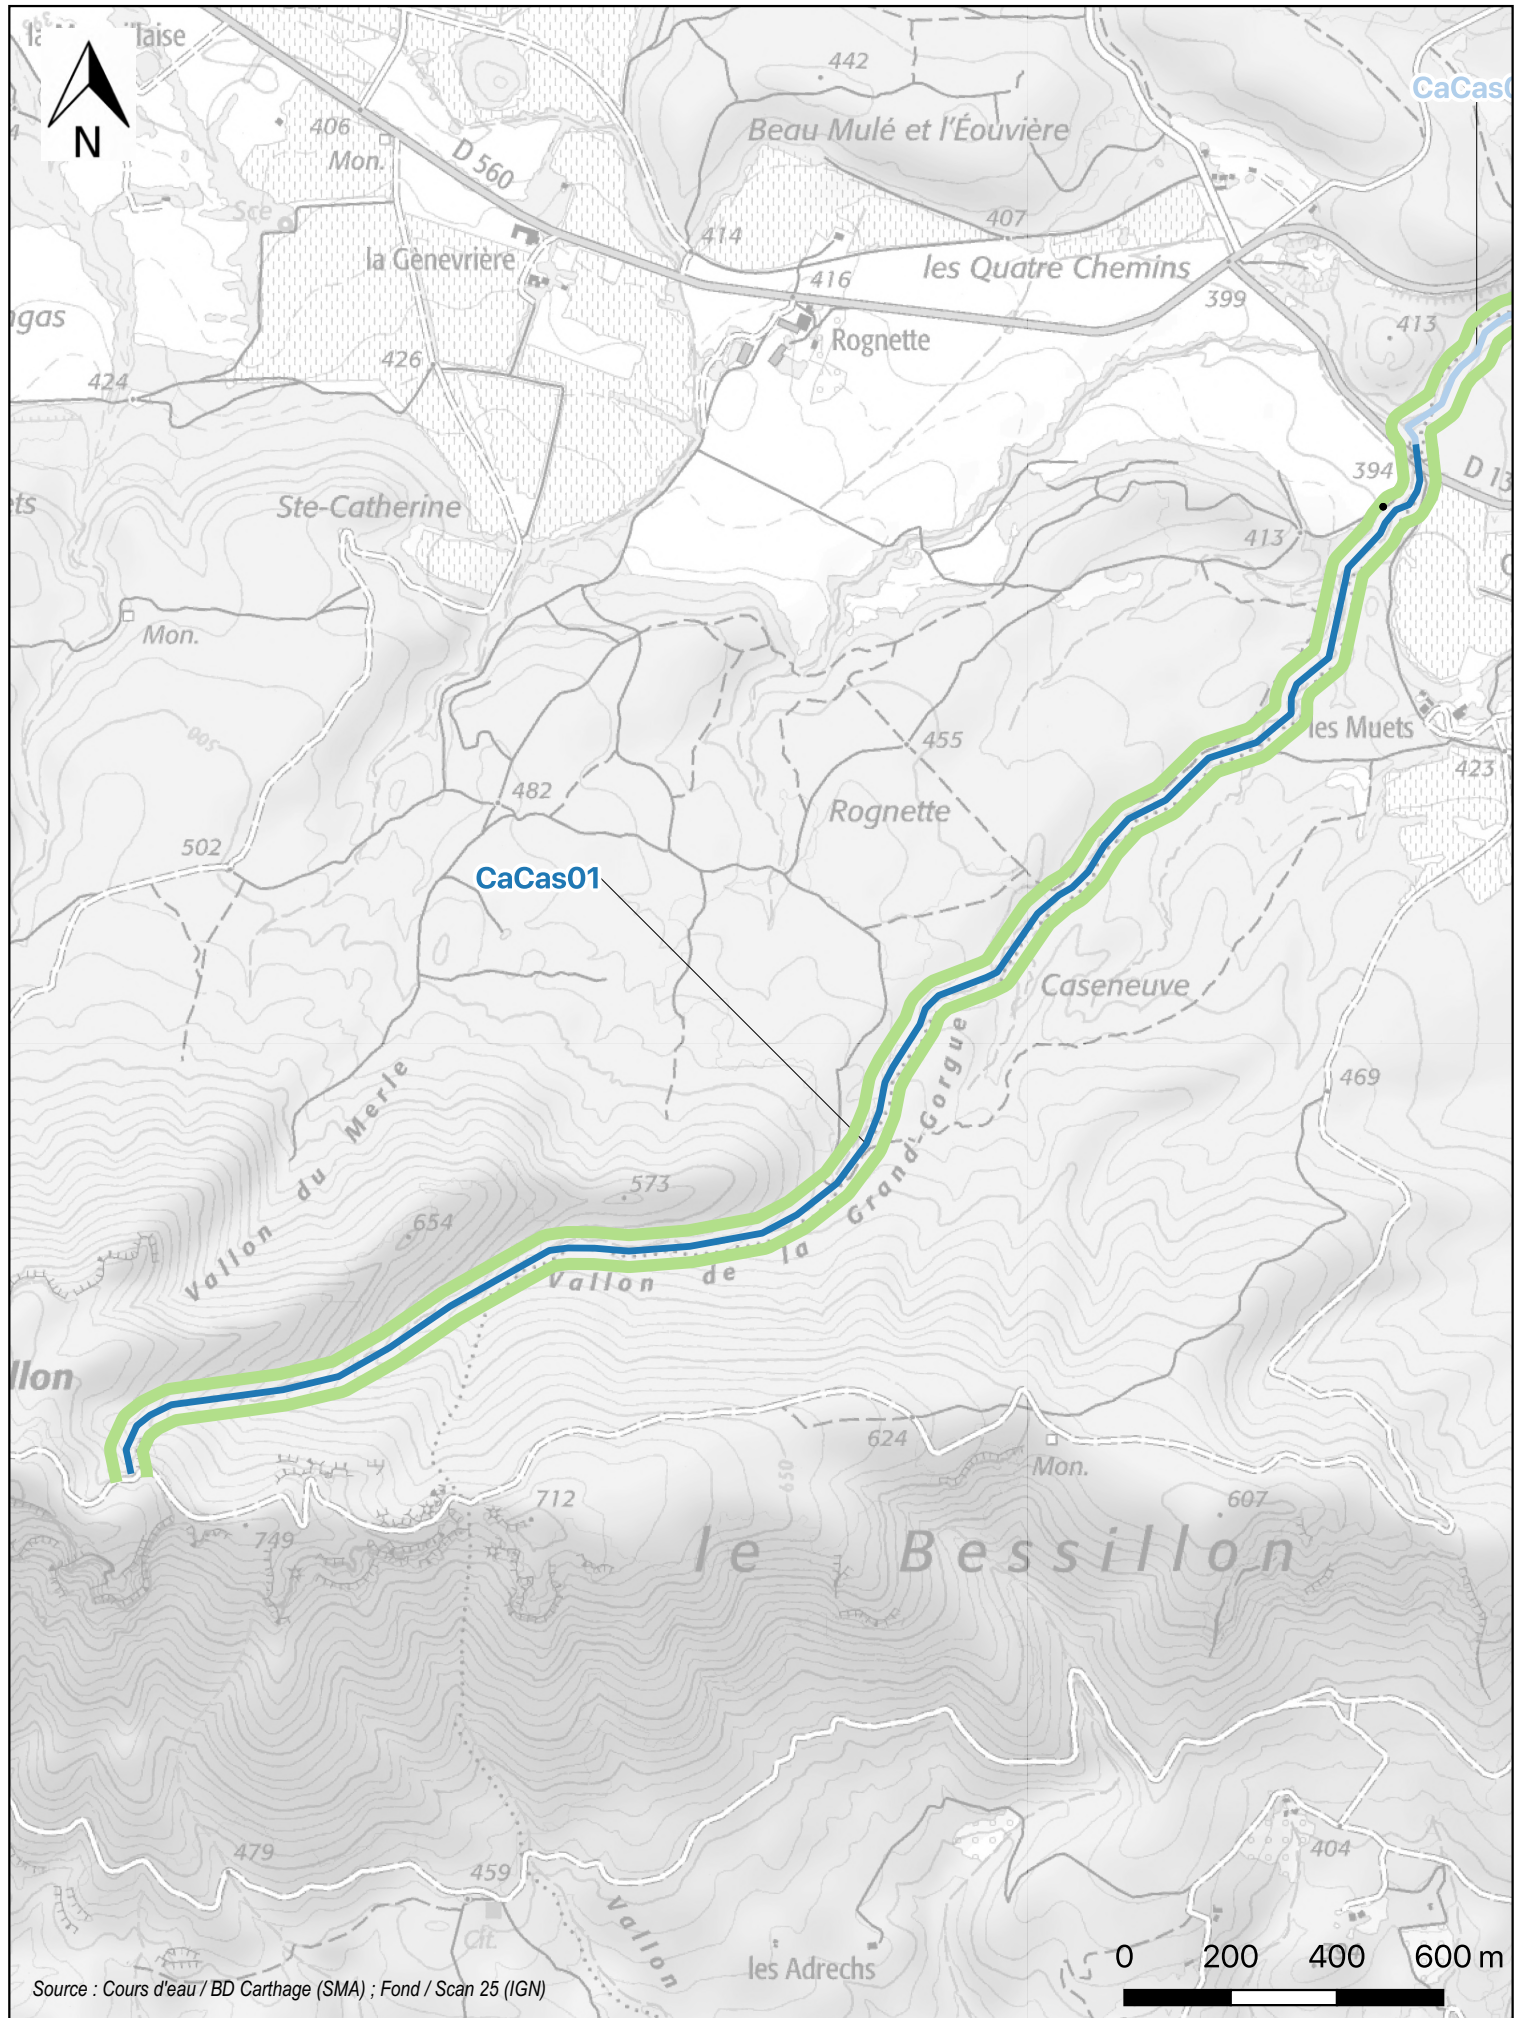 N
442
CaCas0
Beau Mulé et l'Éouvière
406
Mon.
D 560
Sce
407
414
la Gènevrière
les Quatre Chemins
416
399
413
Rognette
426
424
394
D 13
Ste-Catherine
413
Mon.
500
les Muets
455
423
482
Rognette
502
CaCas01
Caseneuve
469
Vallon du Merle
573
654
Vallon de la Grand Gorgue
llon
624
Mon.
650
712
607
749
le Bessillon
479
459
404
Vallon
Cit.
les Adrechs
0 200 400 600 m
Source : Cours d'eau / BD Carthage (SMA) ; Fond / Scan 25 (IGN)